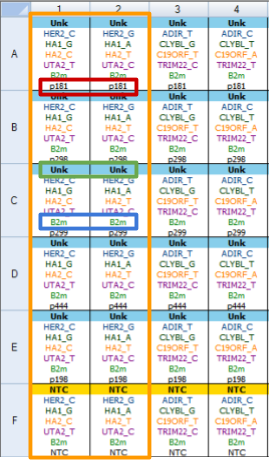 1 2 3 4
Unk Unk Unk Unk
HER2_C HER2_G ADIR_T ADIR_C
HA1_G HA1_A CLYBL_G CLYBL_T
A HA2_C HA2_T C19ORF_T C19ORF_A
UTA2_T UTA2_C TRIM22_C TRIM22_T
B2m B2m B2m B2m
p181 p181 p181 p181
Unk Unk Unk Unk
HER2_C HER2_G ADIR_T ADIR_C
HA1_G HA1_A CLYBL_G CLYBL_T
B HA2_C HA2_T C19ORF_T C19ORF_A
UTA2_T UTA2_C TRIM22_C TRIM22_T
B2m B2m B2m B2m
p298 p298 p298 p298
Unk Unk Unk Unk
HER2_C HER2_G ADIR_T ADIR_C
HA1_G HA1_A CLYBL_G CLYBL_T
C HA2_C HA2_T C19ORF_T C19ORF_A
UTA2_T UTA2_C TRIM22_C TRIM22_T
B2m B2m B2m B2m
p299 p299 p299 p299
Unk Unk Unk Unk
HER2_C HER2_G ADIR_T ADIR_C
HA1_G HA1_A CLYBL_G CLYBL_T
D HA2_C HA2_T C19ORF_T C19ORF_A
UTA2_T UTA2_C TRIM22_C TRIM22_T
B2m B2m B2m B2m
p444 p444 p444 p444
Unk Unk Unk Unk
HER2_C HER2_G ADIR_T ADIR_C
HA1_G HA1_A CLYBL_G CLYBL_T
E HA2_C HA2_T C19ORF_T C19ORF_A
UTA2_T UTA2_C TRIM22_C TRIM22_T
B2m B2m B2m B2m
p198 p198 p198 p198
NTC NTC NTC NTC
HER2_C HER2_G ADIR_T ADIR_C
HA1_G HA1_A CLYBL_G CLYBL_T
F HA2_C HA2_T C19ORF_T C19ORF_A
UTA2_T UTA2_C TRIM22_C TRIM22_T
B2m B2m B2m B2m
NTC NTC NTC NTC